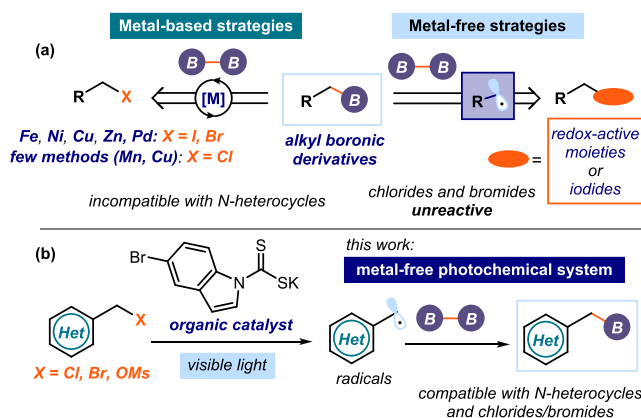 Metal-based strategies
Metal-free strategies
(a)
B B
B B
R X
[M]
R B
R
R
Fe, Ni, Cu, Zn, Pd: X = I, Br
few methods (Mn, Cu): X = Cl
alkyl boronic
derivatives
=
redox-active
moieties
or
iodides
incompatible with N-heterocycles
chlorides and bromides
unreactive
(b)
Br
S
N
SK
this work:
metal-free photochemical system
Het
X
organic catalyst
Het
B B
Het
B
X = Cl, Br, OMs
visible light
radicals
compatible with N-heterocycles
and chlorides/bromides